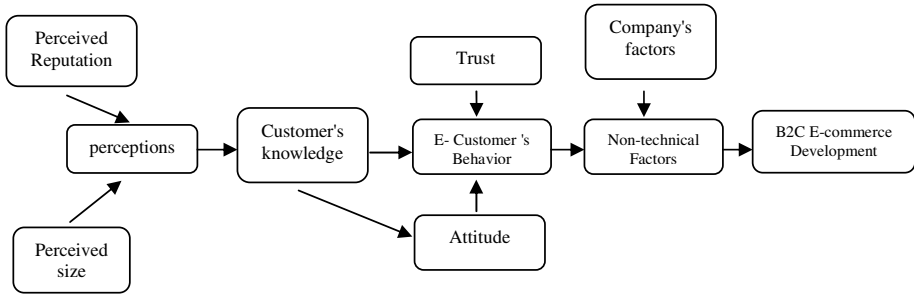 Perceived
Reputation
Company's
factors
Trust
perceptions
Customer's
knowledge
E- Customer 's
Behavior
Non-technical
Factors
B2C E-commerce
Development
Perceived
size
Attitude